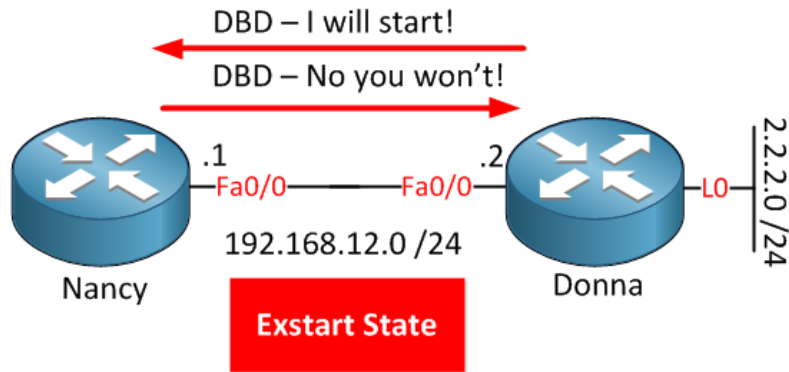 DBD – I will start!
DBD – No you won't!
.1
Fa0/0
Fa0/0
.2
L0
2.2.2.0 /24
192.168.12.0 /24
Nancy
Donna
Exstart State